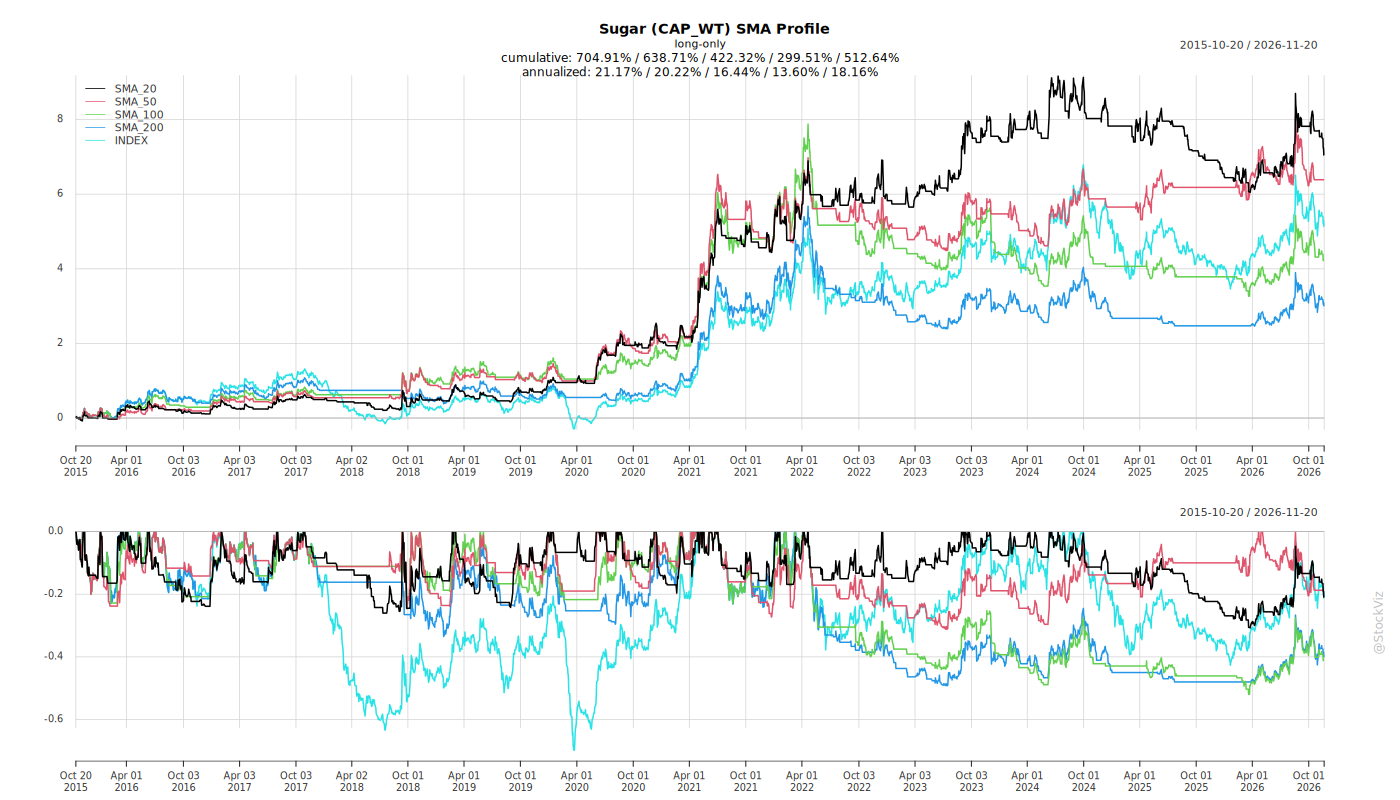 Sugar (CAP_WT) SMA Profile
long-only
2015-10-20 / 2026-11-20
cumulative: 704.91% / 638.71% / 422.32% / 299.51% / 512.64%
annualized: 21.17% / 20.22% / 16.44% / 13.60% / 18.16%
SMA_20
SMA_50
SMA_100
SMA_200
INDEX
8
6
4
2
0
Oct 20 Apr 01 Oct 03 Apr 03 Oct 03 Apr 02 Oct 01 Apr 01 Oct 01 Apr 01 Oct 01 Apr 01 Oct 01 Apr 01 Oct 03 Apr 03 Oct 03 Apr 01 Oct 01 Apr 01 Oct 01 Apr 01 Oct 01
2015 2016 2016 2017 2017 2018 2018 2019 2019 2020 2020 2021 2021 2022 2022 2023 2023 2024 2024 2025 2025 2026 2026
2015-10-20 / 2026-11-20
0.0
-0.2
-0.4
-0.6
Oct 20 Apr 01 Oct 03 Apr 03 Oct 03 Apr 02 Oct 01 Apr 01 Oct 01 Apr 01 Oct 01 Apr 01 Oct 01 Apr 01 Oct 03 Apr 03 Oct 03 Apr 01 Oct 01 Apr 01 Oct 01 Apr 01 Oct 01
2015 2016 2016 2017 2017 2018 2018 2019 2019 2020 2020 2021 2021 2022 2022 2023 2023 2024 2024 2025 2025 2026 2026
@StockViz